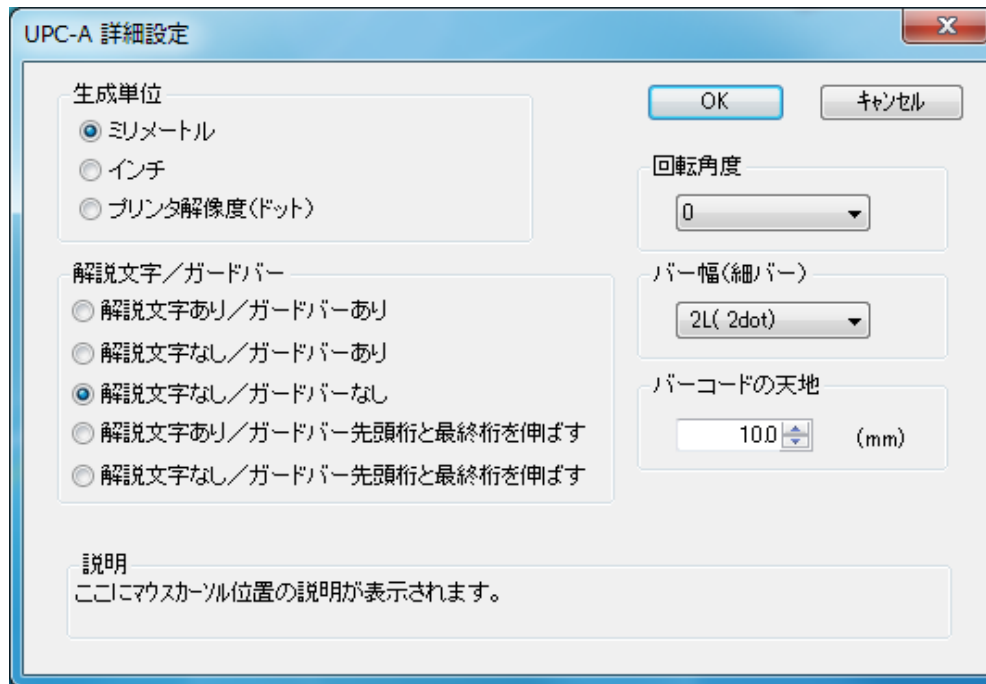 UPC-A 詳細設定
生成単位
ミリメートル
インチ
プリンタ解像度(ドット)
解説文字／ガードバー
解説文字あり／ガードバーあり
解説文字なし／ガードバーあり
解説文字なし／ガードバーなし
解説文字あり／ガードバー先頭桁と最終桁を伸ばす
解説文字なし／ガードバー先頭桁と最終桁を伸ばす
OK
キャンセル
回転角度
0
バー幅(細バー)
2L( 2dot)
バーコードの天地
10.0
(mm)
説明
ここにマウスカーソル位置の説明が表示されます。